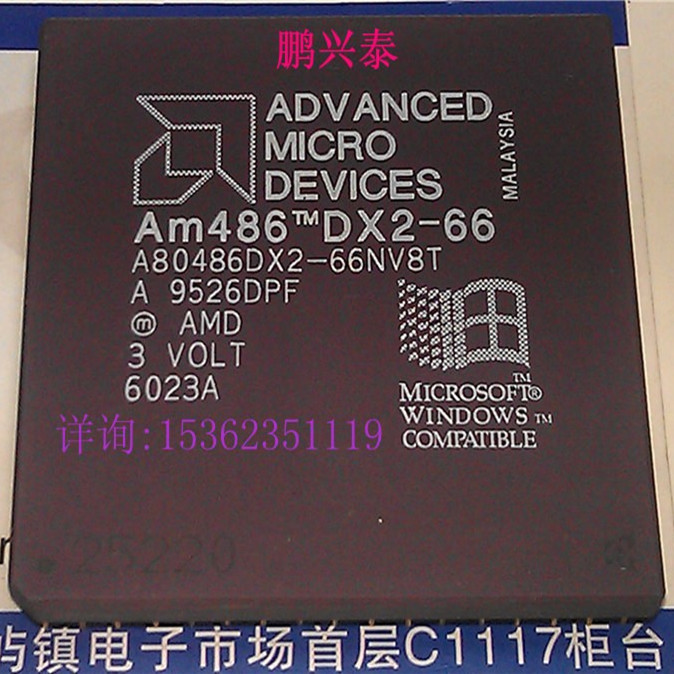 鹏兴泰
ADVANCED
MICRO
DEVICES
MALAYSIA
Am486™DX2-66
A80486DX2-66NV8T
A 9526DPF
ⓜ AMD
3 VOLT
6023A
MICROSOFT®
WINDOWS™
COMPATIBLE
详询:15362351119
25220
屿镇电子市场首层C1117柜台